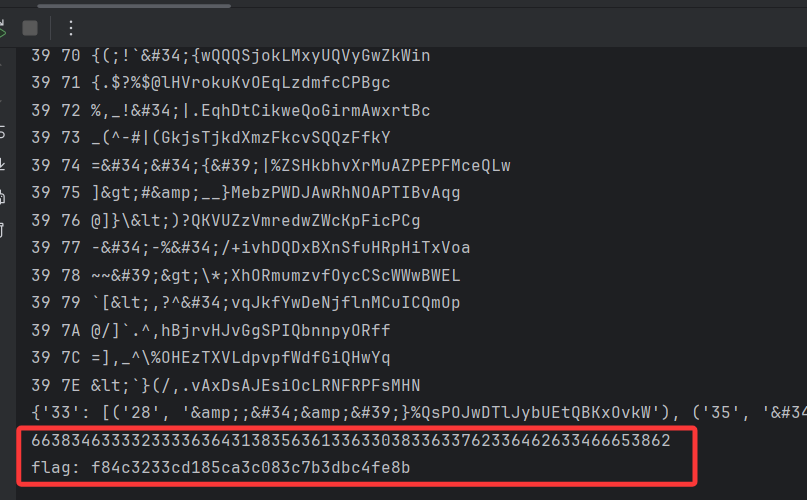 39 70 {(;!`&#34;{wQQQSjokLMxyUQVyGwZkWin
39 71 {.$?%$@lHVrokuKvOEqLzdmfcCPBgc
39 72 %,_!&#34;|.EqhDtCikweQoGirmAwxrtBc
39 73 _(^-#|(GkjsTjkdXmzFkcvSQQzFfkY
39 74 =&#34;&#34;{&#39;|%ZSHkbhvXrMuAZPEPFMceQLw
39 75 ]&gt;#&amp;__}MebzPWDJAwRhNOAPTIBvAqg
39 76 @]}\&lt;)?QKVUZzVmredwZWcKpFicPCg
39 77 -&#34;-%&#34;/+ivhDQDxBXnSfuHRpHiTxVoa
39 78 ~~&#39;&gt;\*;XhORmumzvfOycCScWWwBWEL
39 79 `[&lt;,?^&#34;vqJkfYwDeNjflnMCuICQmOp
39 7A @/]`.^,hBjrvHJvGgSPIQbnnpyORff
39 7C =],_^\%OHEzTXVLdpvpfWdfGiQHwYq
39 7E &lt;`}(/,.vAxDsAJEsiOcLRNFRPFsMHN
{'33': [('28', '&amp;;&#34;&amp;&#39;}%QsPOJwDTlJybUEtQBKxOvkW'), ('35', '&#34
6638346333323333636431383563613363303833633762336462633466653862
flag: f84c3233cd185ca3c083c7b3dbc4fe8b